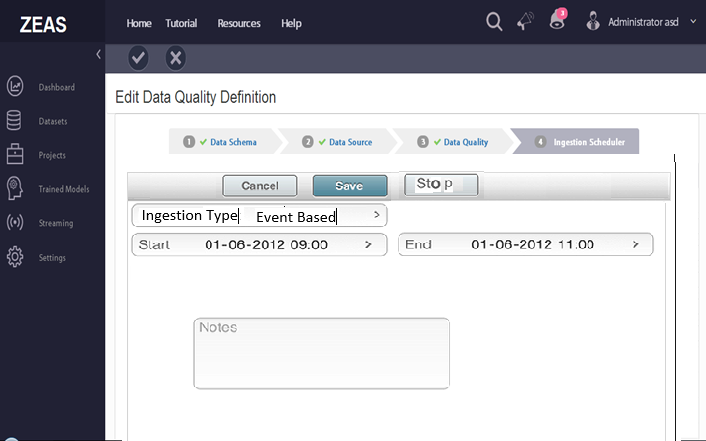 ZEAS
Home Tutorial Resources Help
3
Administrator asd
Edit Data Quality Definition
Dashboard
Datasets
Projects
Trained Models
Streaming
Settings
1 Data Schema 2 Data Source 3 Data Quality 4 Ingestion Scheduler
Cancel Save Stop
Ingestion Type Event Based >
Start 01-06-2012 09.00 > End 01-06-2012 11.00 >
Notes